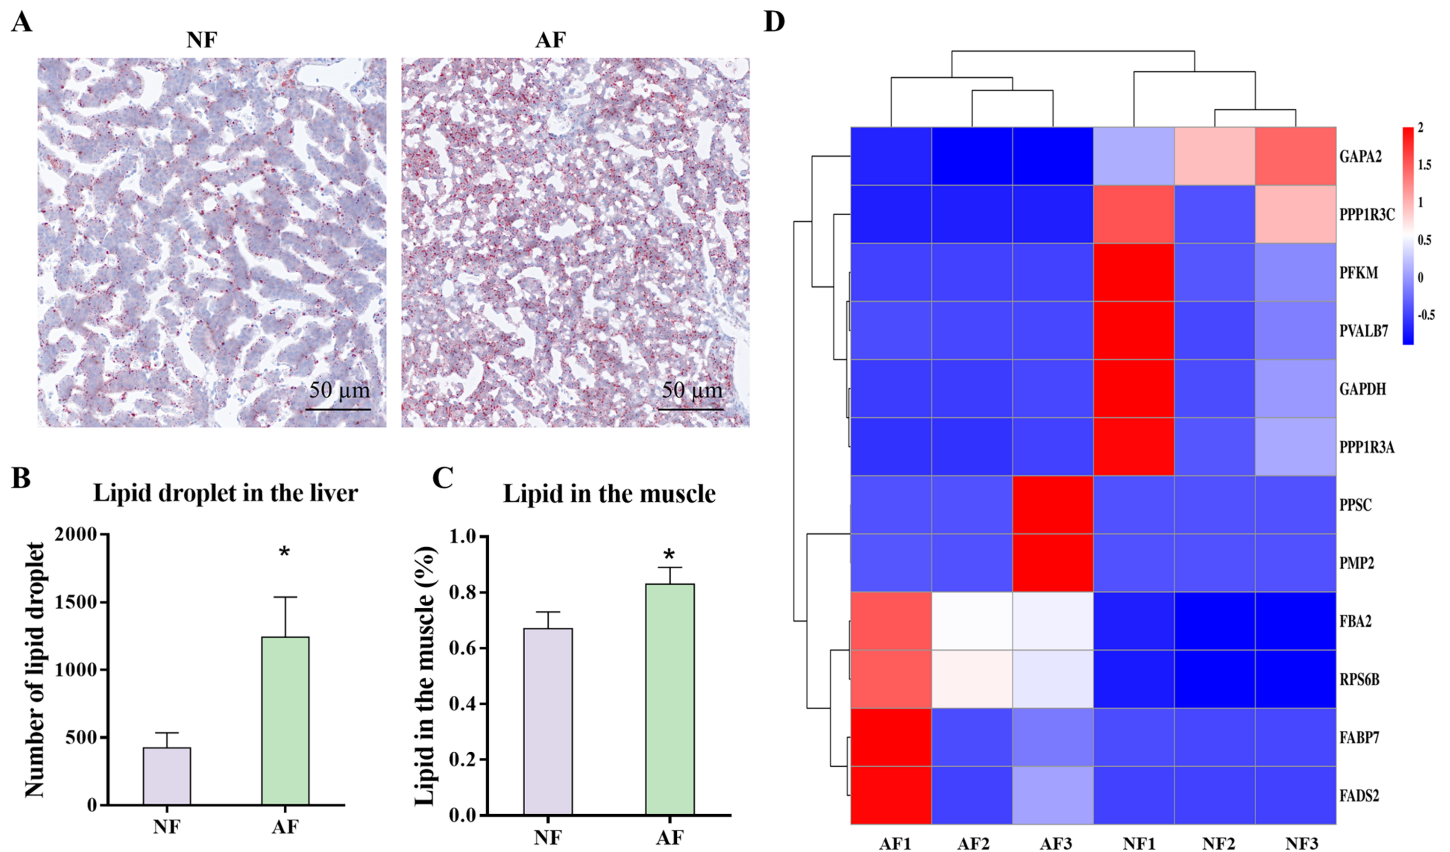 A
NF
AF
50 µm
50 µm
B
Lipid droplet in the liver
Number of lipid droplet
2000
1500
1000
500
0
NF
AF
*
C
Lipid in the muscle
Lipid in the muscle (%)
1.0
0.8
0.6
0.4
0.2
0.0
NF
AF
*
D
GAPA2
PPP1R3C
PFKM
PVALB7
GAPDH
PPP1R3A
PPSC
PMP2
FBA2
RPS6B
FABP7
FADS2
AF1
AF2
AF3
NF1
NF2
NF3
2
1.5
1
0.5
0
-0.5